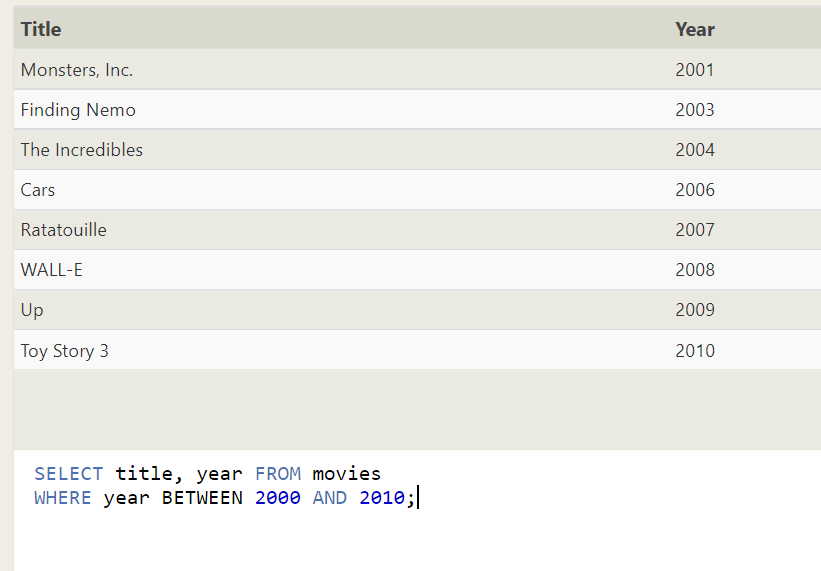 Title Year
Monsters, Inc. 2001
Finding Nemo 2003
The Incredibles 2004
Cars 2006
Ratatouille 2007
WALL-E 2008
Up 2009
Toy Story 3 2010
SELECT title, year FROM movies
WHERE year BETWEEN 2000 AND 2010;